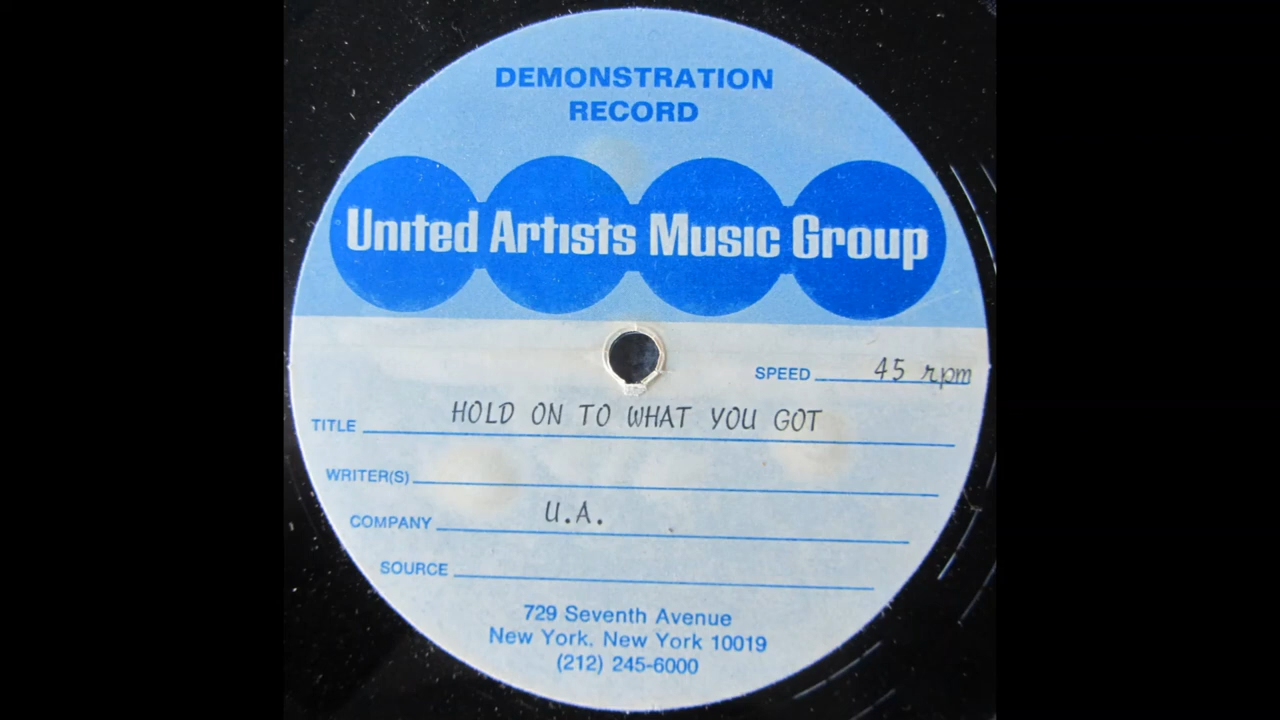 DEMONSTRATION
RECORD
United Artists Music Group
SPEED 45 rpm
TITLE HOLD ON TO WHAT YOU GOT
WRITER(S)
COMPANY U.A.
SOURCE
729 Seventh Avenue
New York, New York 10019
(212) 245-6000